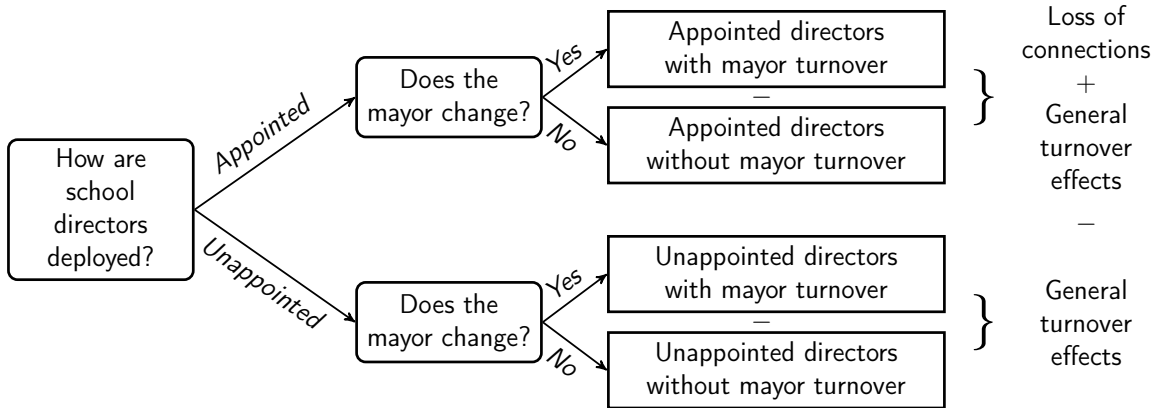 How are
school
directors
deployed?
Appointed
Unappointed
Does the
mayor change?
Yes
No
Appointed directors
with mayor turnover
−
Appointed directors
without mayor turnover
}
Loss of
connections
+
General
turnover
effects
−
Does the
mayor change?
Yes
No
Unappointed directors
with mayor turnover
−
Unappointed directors
without mayor turnover
}
General
turnover
effects